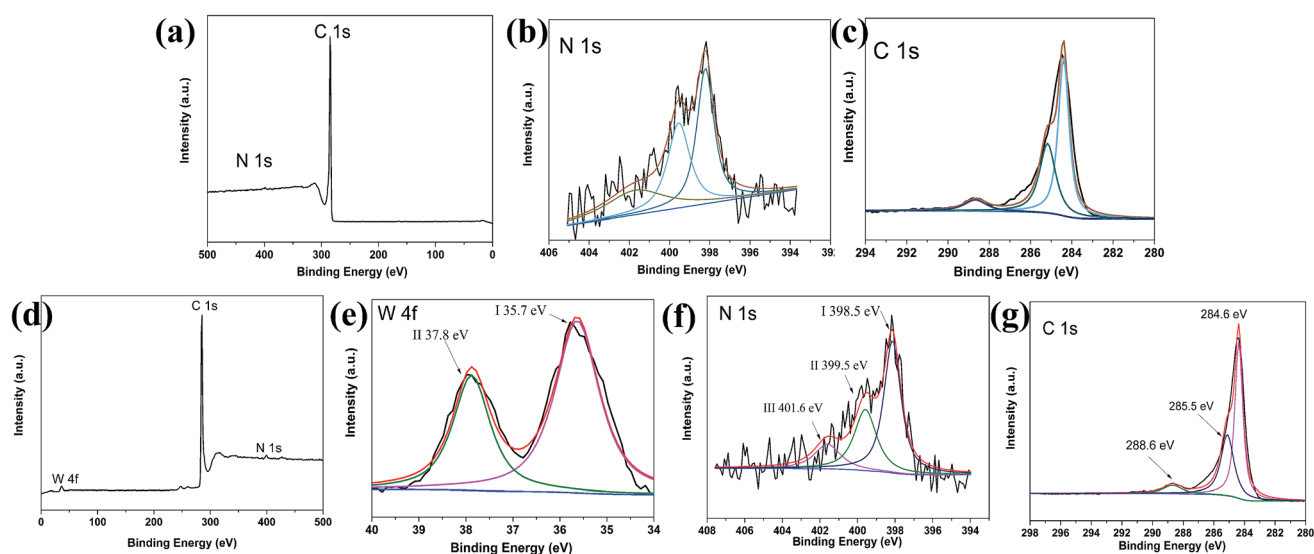 (a)
C 1s
N 1s
Intensity (a.u.)
500 400 300 200 100 0
Binding Energy (eV)
(b)
N 1s
Intensity (a.u.)
406 404 402 400 398 396 394 39
Binding Energy (eV)
(c)
C 1s
Intensity (a.u.)
294 292 290 288 286 284 282 280
Binding Energy (eV)
(d)
C 1s
W 4f
N 1s
Intensity (a.u.)
0 100 200 300 400 500
Binding Energy (eV)
(e)
W 4f
I 35.7 eV
II 37.8 eV
Intensity (a.u.)
40 39 38 37 36 35 34
Binding Energy (eV)
(f)
N 1s
I 398.5 eV
II 399.5 eV
III 401.6 eV
Intensity (a.u.)
408 406 404 402 400 398 396 394
Binding Energy (eV)
(g)
C 1s
284.6 eV
285.5 eV
288.6 eV
Intensity (a.u.)
298 296 294 292 290 288 286 284 282 280
Binding Energy (eV)